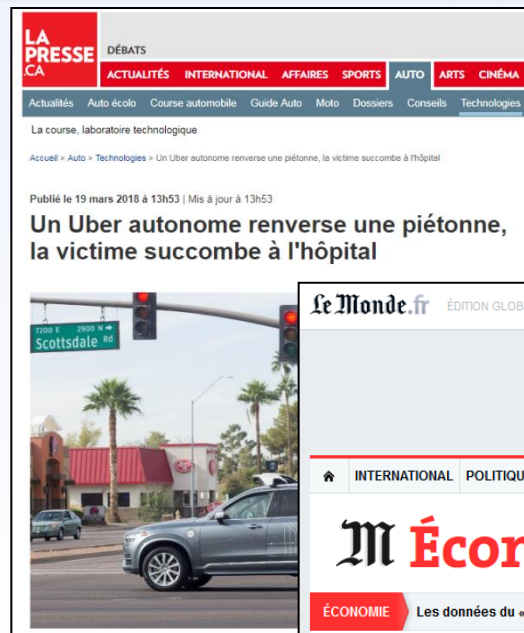 LA
PRESSE
.CA
DÉBATS
ACTUALITÉS INTERNATIONAL AFFAIRES SPORTS AUTO ARTS CINÉMA
Actualités Auto écolo Course automobile Guide Auto Moto Dossiers Conseils Technologies
La course, laboratoire technologique
Accueil > Auto > Technologies > Un Uber autonome renverse une piétonne, la victime succombe à l'hôpital
Publié le 19 mars 2018 à 13h53 | Mis à jour à 13h53
Un Uber autonome renverse une piétonne,
la victime succombe à l'hôpital
7200 E 2900 N
Scottsdale Rd
Le Monde.fr ÉDITION GLOB
INTERNATIONAL POLITIQU
M Écon
ÉCONOMIE Les données du «